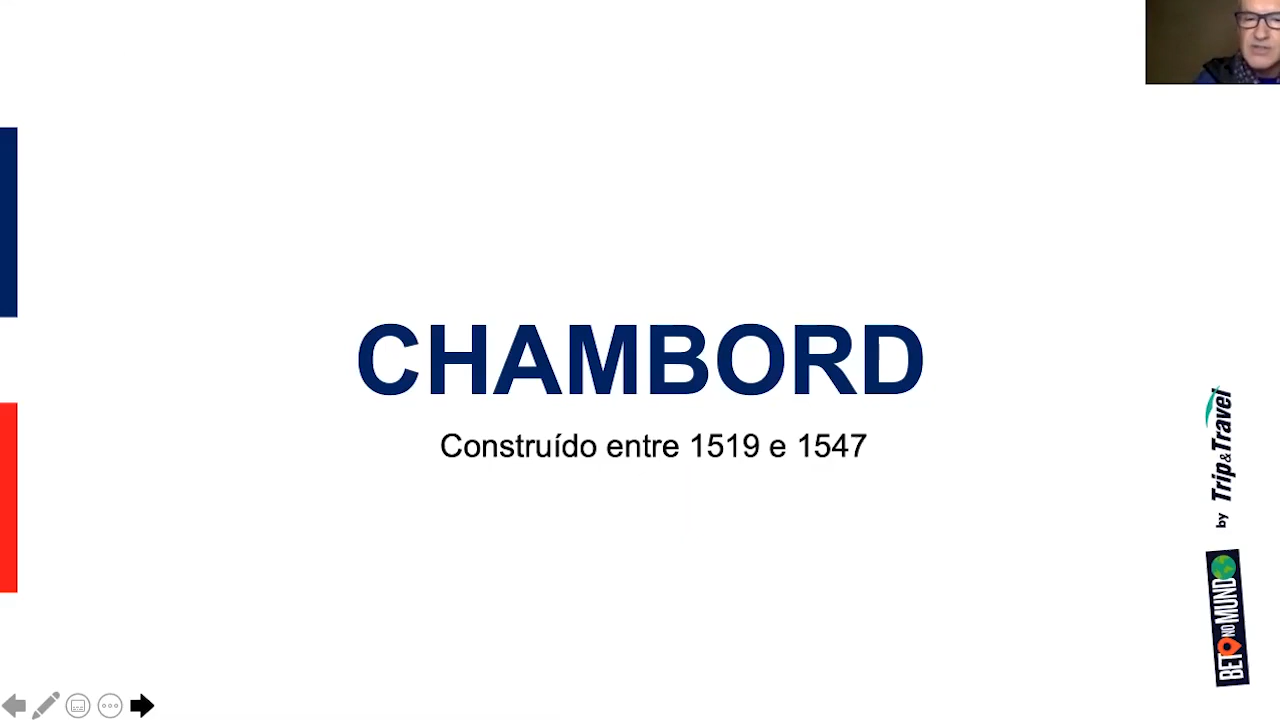 CHAMBORD
Construído entre 1519 e 1547
by Trip&Travel
BETO NO MUNDO